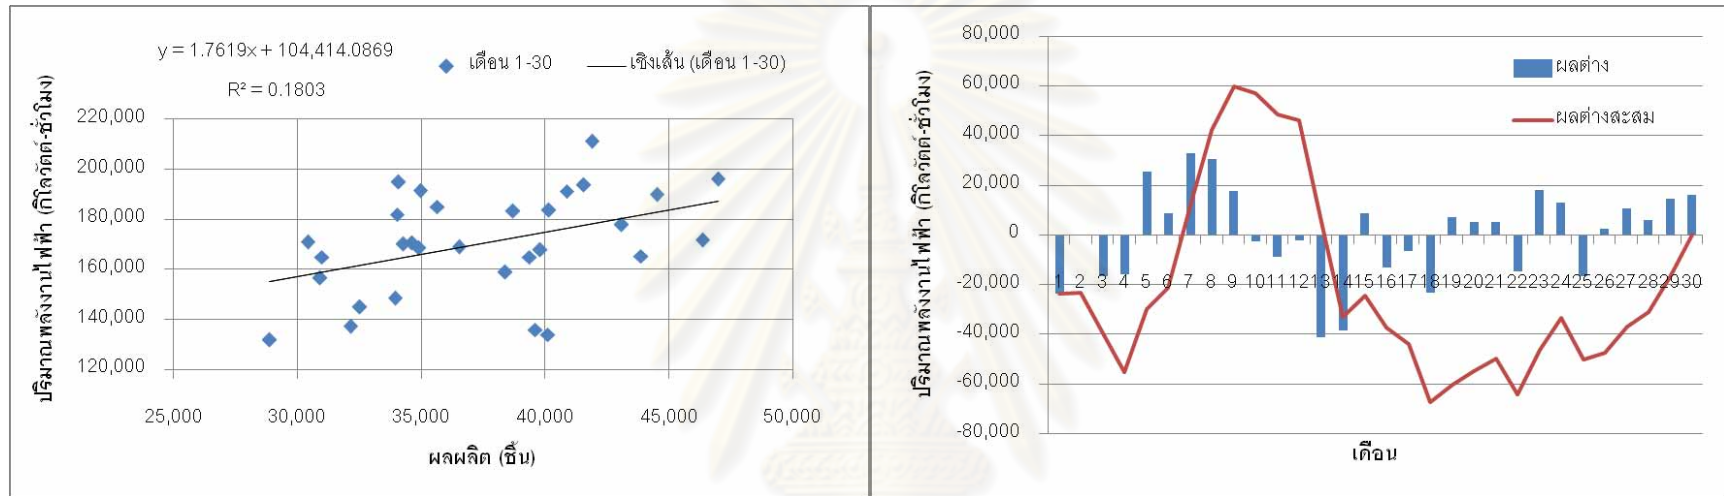 y = 1.7619x + 104,414.0869
R² = 0.1803
เดือน 1-30
เชิงเส้น (เดือน 1-30)
ปริมาณพลังงานไฟฟ้า (กิโลวัตต์-ชั่วโมง)
220,000
200,000
180,000
160,000
140,000
120,000
25,000 30,000 35,000 40,000 45,000 50,000
ผลผลิต (ชิ้น)
ปริมาณพลังงานไฟฟ้า (กิโลวัตต์-ชั่วโมง)
80,000
60,000
40,000
20,000
0
-20,000
-40,000
-60,000
-80,000
ผลต่าง
ผลต่างสะสม
1 2 3 4 5 6 7 8 9 10 11 12 13 14 15 16 17 18 19 20 21 22 23 24 25 26 27 28 29 30
เดือน